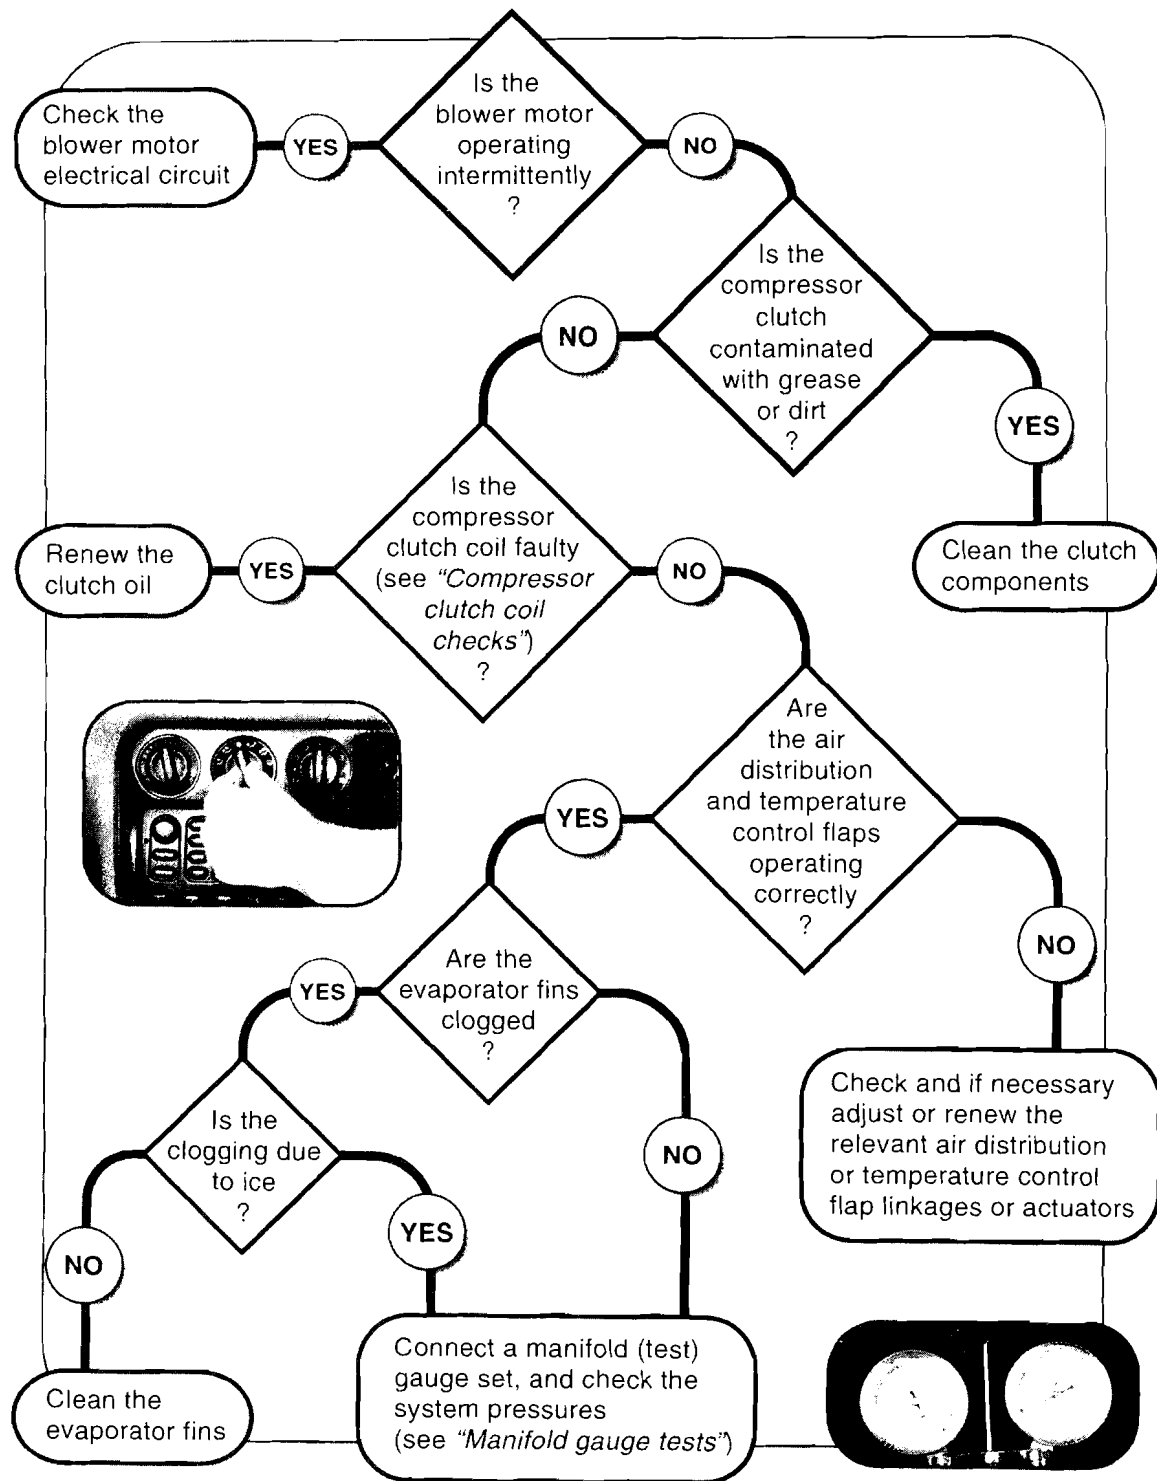 Is the
blower motor
operating
intermittently
?
Check the
blower motor
electrical circuit
YES
NO
Is the
compressor
clutch
contaminated
with grease
or dirt
?
NO
YES
Clean the clutch
components
Is the
compressor
clutch coil faulty
(see "Compressor
clutch coil
checks")
?
Renew the
clutch oil
YES
NO
Are
the air
distribution
and temperature
control flaps
operating
correctly
?
YES
NO
Check and if necessary
adjust or renew the
relevant air distribution
or temperature control
flap linkages or actuators
Are the
evaporator fins
clogged
?
YES
NO
Is the
clogging due
to ice
?
NO
YES
Clean the
evaporator fins
Connect a manifold (test)
gauge set, and check the
system pressures
(see "Manifold gauge tests")